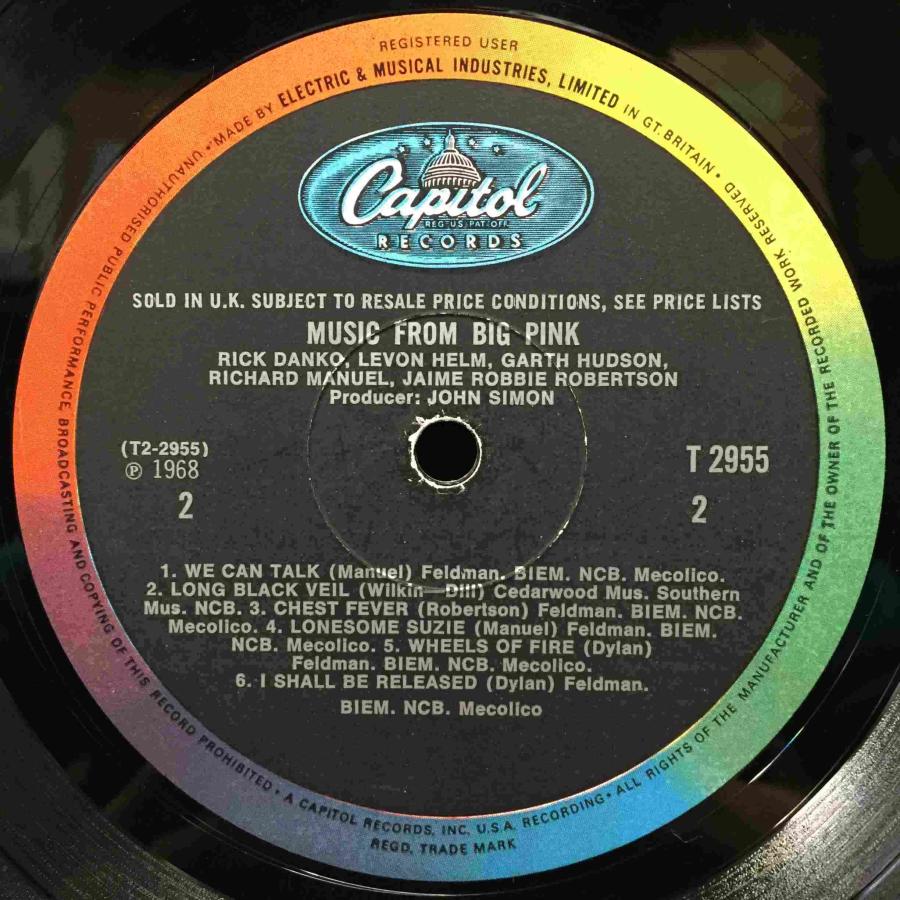 REGISTERED USER
• MADE BY ELECTRIC & MUSICAL INDUSTRIES, LIMITED IN GT. BRITAIN •
Capitol
REG. U.S. PAT. OFF.
RECORDS
SOLD IN U.K. SUBJECT TO RESALE PRICE CONDITIONS, SEE PRICE LISTS
MUSIC FROM BIG PINK
RICK DANKO, LEVON HELM, GARTH HUDSON,
RICHARD MANUEL, JAIME ROBBIE ROBERTSON
Producer: JOHN SIMON
(T2-2955)
℗ 1968
2
T 2955
2
1. WE CAN TALK (Manuel) Feldman. BIEM. NCB. Mecolico.
2. LONG BLACK VEIL (Wilkin—Dill) Cedarwood Mus. Southern
Mus. NCB. 3. CHEST FEVER (Robertson) Feldman. BIEM. NCB.
Mecolico. 4. LONESOME SUZIE (Manuel) Feldman. BIEM.
NCB. Mecolico. 5. WHEELS OF FIRE (Dylan)
Feldman. BIEM. NCB. Mecolico.
6. I SHALL BE RELEASED (Dylan) Feldman.
BIEM. NCB. Mecolico
ALL RIGHTS OF THE MANUFACTURER AND OF THE OWNER OF THE RECORDED WORK RESERVED •
UNAUTHORISED PUBLIC PERFORMANCE, BROADCASTING AND COPYING OF THIS RECORD PROHIBITED •
A CAPITOL RECORDS, INC. U.S.A. RECORDING •
REGD. TRADE MARK